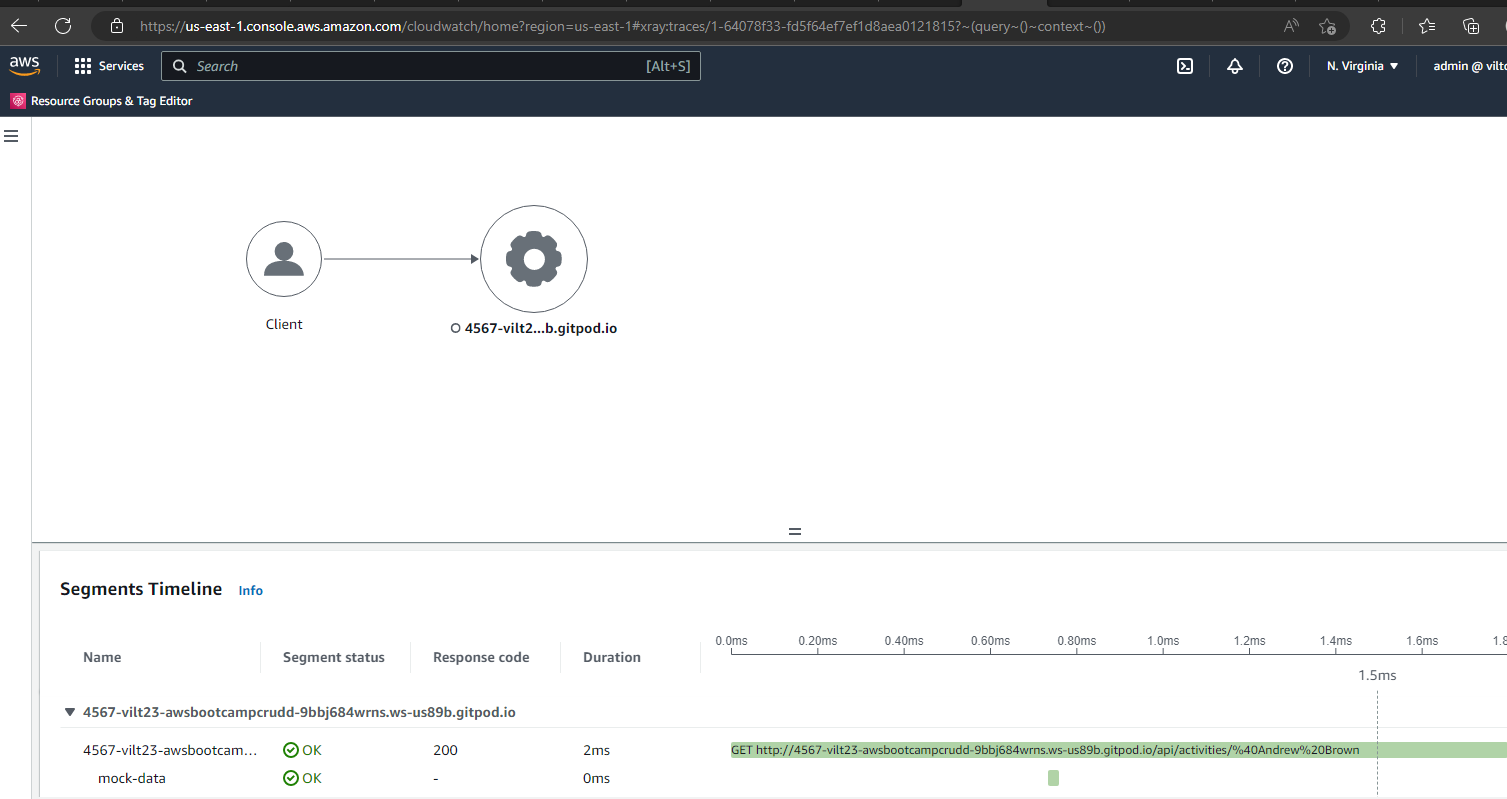 https://us-east-1.console.aws.amazon.com/cloudwatch/home?region=us-east-1#xray:traces/1-64078f33-fd5f64ef7ef1d8aea0121815?~(query~()~context~())
aws Services Search [Alt+S] N. Virginia admin @ vilto
Resource Groups & Tag Editor
Client
4567-vilt2...b.gitpod.io
Segments Timeline Info
0.0ms 0.20ms 0.40ms 0.60ms 0.80ms 1.0ms 1.2ms 1.4ms 1.6ms 1.8
Name Segment status Response code Duration
1.5ms
4567-vilt23-awsbootcampcrudd-9bbj684wrns.ws-us89b.gitpod.io
4567-vilt23-awsbootcam... OK 200 2ms GET http://4567-vilt23-awsbootcampcrudd-9bbj684wrns.ws-us89b.gitpod.io/api/activities/%40Andrew%20Brown
mock-data OK - 0ms